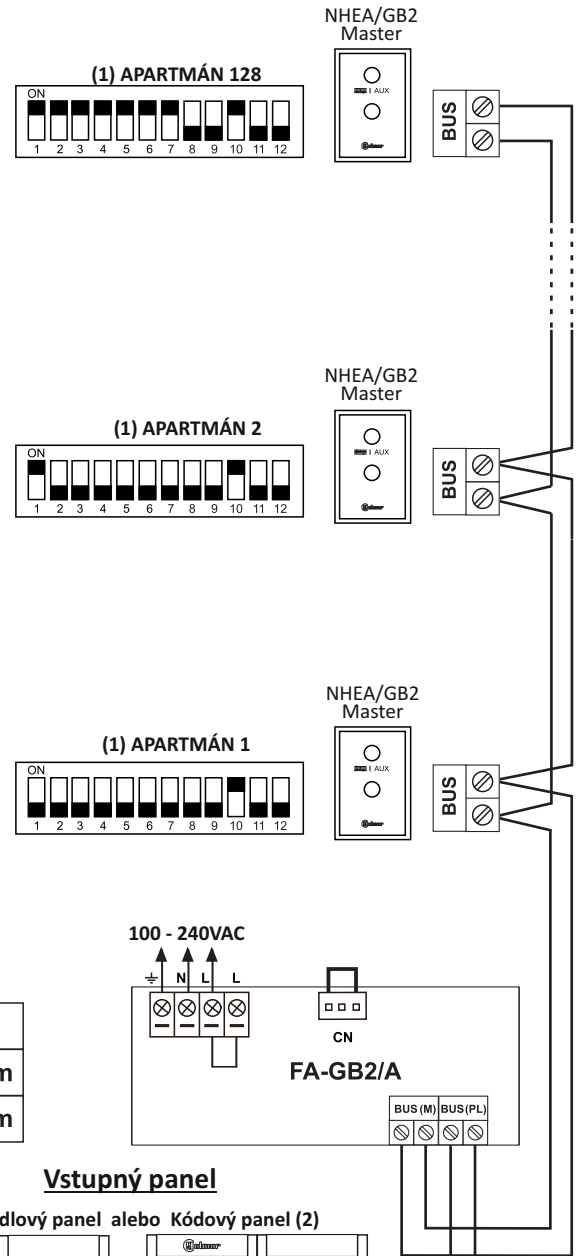 NHEA/GB2
Master
(1) APARTMÁN 128
ON
1 2 3 4 5 6 7 8 9 10 11 12
AUX
Golmar
BUS
NHEA/GB2
Master
(1) APARTMÁN 2
ON
1 2 3 4 5 6 7 8 9 10 11 12
AUX
Golmar
BUS
NHEA/GB2
Master
(1) APARTMÁN 1
ON
1 2 3 4 5 6 7 8 9 10 11 12
AUX
Golmar
BUS
100 - 240VAC
N L L
CN
FA-GB2/A
m
m
BUS (M) BUS (PL)
Vstupný panel
dlový panel alebo Kódový panel (2)
Golmar